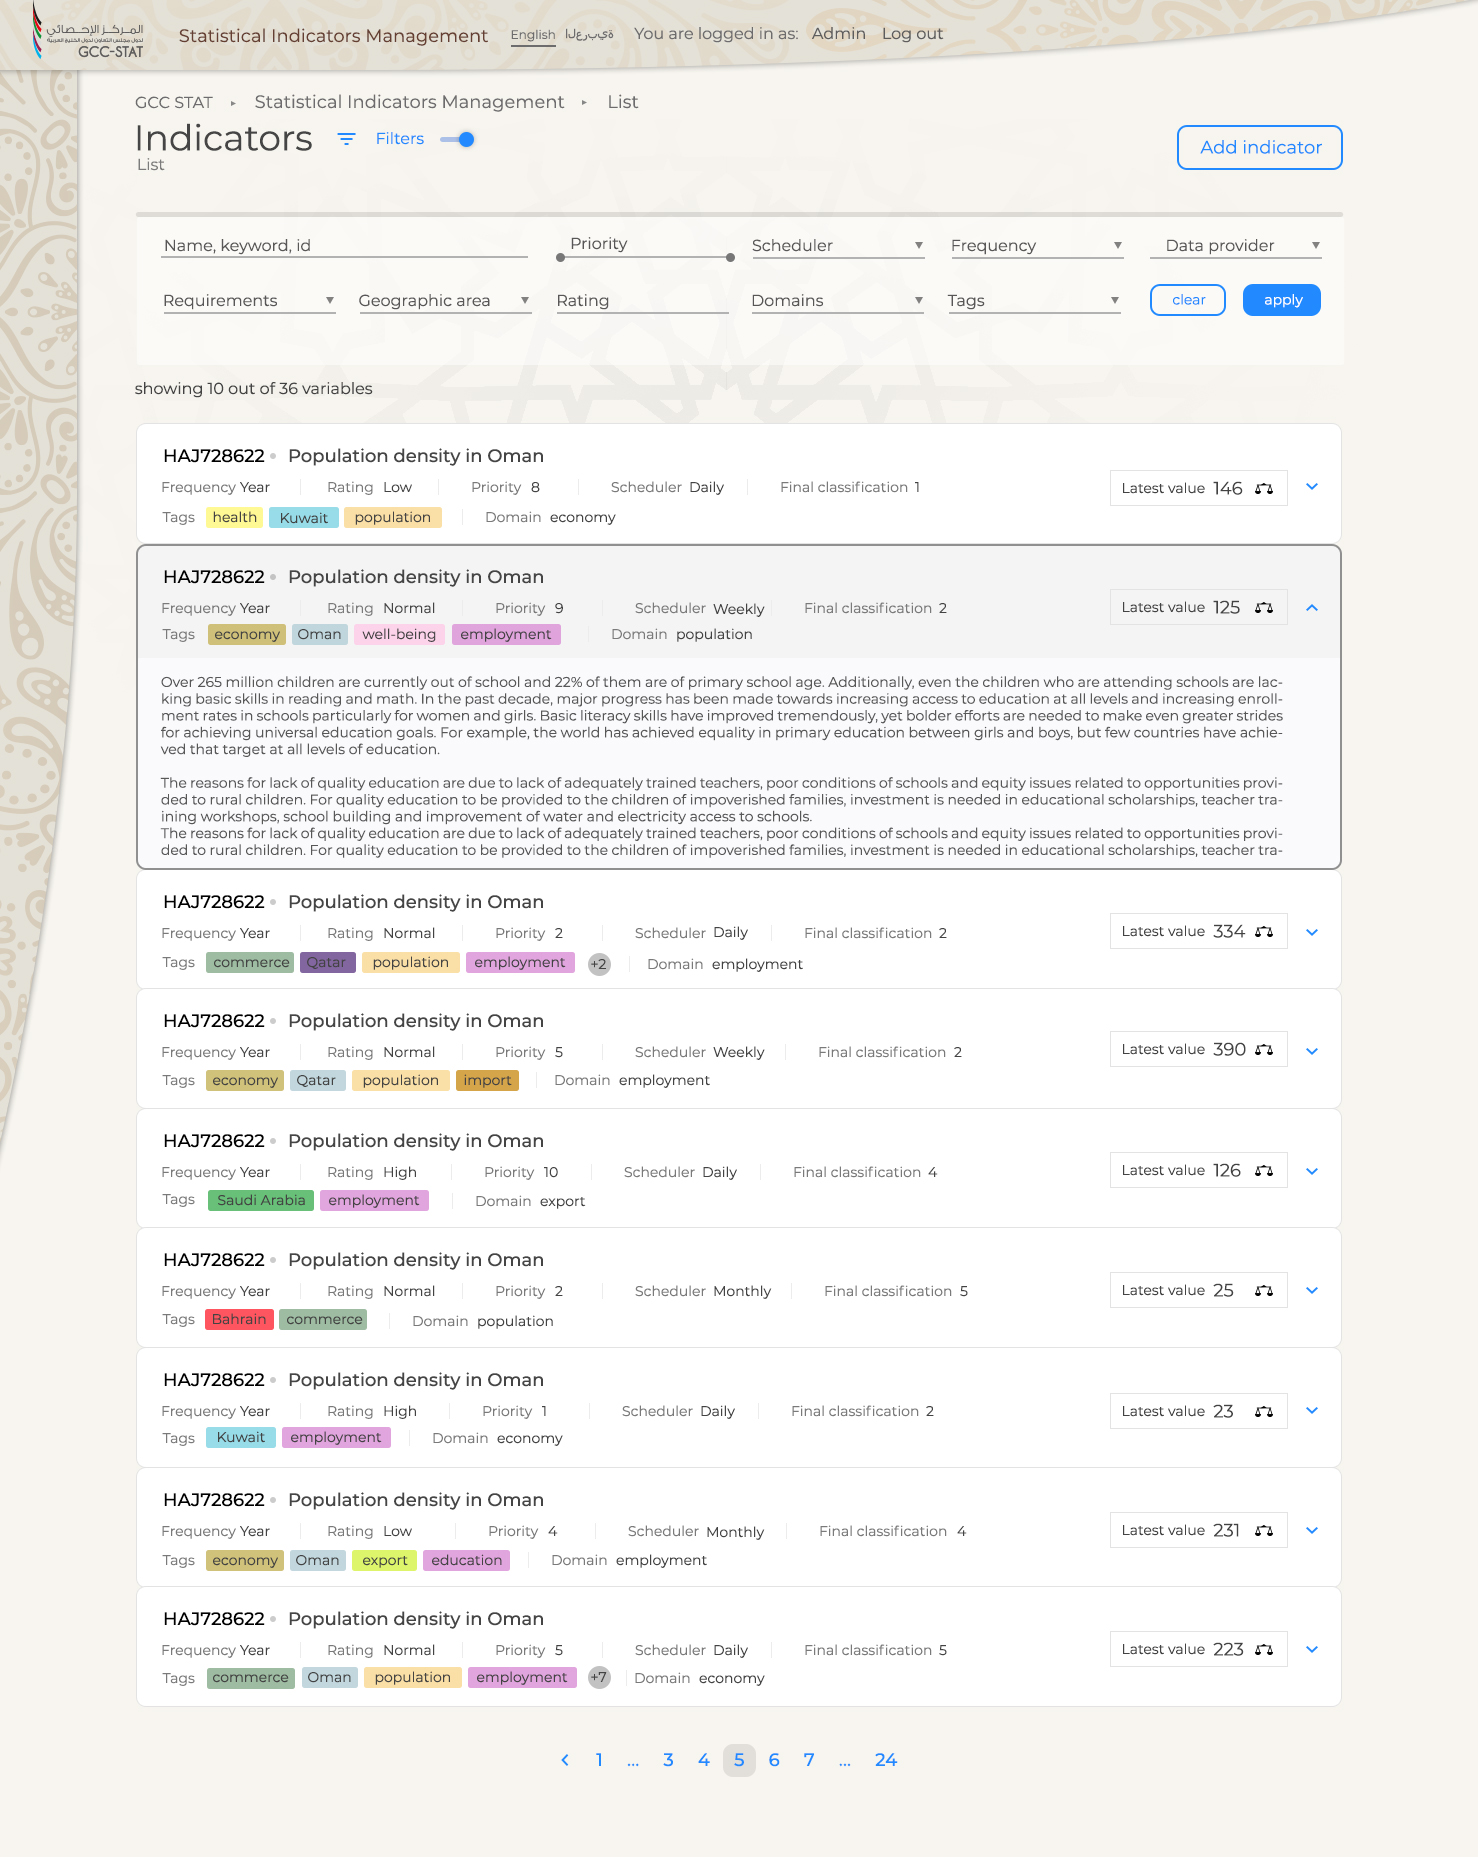 المركز الإحصائي
لدول مجلس التعاون لدول الخليج العربية
GCC-STAT
Statistical Indicators Management English العربية You are logged in as: Admin Log out
GCC STAT ▸ Statistical Indicators Management ▸ List
Indicators Filters
List
Add indicator
Name, keyword, id Priority Scheduler Frequency Data provider
Requirements Geographic area Rating Domains Tags clear apply
showing 10 out of 36 variables
HAJ728622 • Population density in Oman
Frequency Year Rating Low Priority 8 Scheduler Daily Final classification 1 Latest value 146
Tags health Kuwait population Domain economy
HAJ728622 • Population density in Oman
Frequency Year Rating Normal Priority 9 Scheduler Weekly Final classification 2 Latest value 125
Tags economy Oman well-being employment Domain population
Over 265 million children are currently out of school and 22% of them are of primary school age. Additionally, even the children who are attending schools are lac-
king basic skills in reading and math. In the past decade, major progress has been made towards increasing access to education at all levels and increasing enroll-
ment rates in schools particularly for women and girls. Basic literacy skills have improved tremendously, yet bolder efforts are needed to make even greater strides
for achieving universal education goals. For example, the world has achieved equality in primary education between girls and boys, but few countries have achie-
ved that target at all levels of education.
The reasons for lack of quality education are due to lack of adequately trained teachers, poor conditions of schools and equity issues related to opportunities provi-
ded to rural children. For quality education to be provided to the children of impoverished families, investment is needed in educational scholarships, teacher tra-
ining workshops, school building and improvement of water and electricity access to schools.
The reasons for lack of quality education are due to lack of adequately trained teachers, poor conditions of schools and equity issues related to opportunities provi-
ded to rural children. For quality education to be provided to the children of impoverished families, investment is needed in educational scholarships, teacher tra-
HAJ728622 • Population density in Oman
Frequency Year Rating Normal Priority 2 Scheduler Daily Final classification 2 Latest value 334
Tags commerce Qatar population employment +2 Domain employment
HAJ728622 • Population density in Oman
Frequency Year Rating Normal Priority 5 Scheduler Weekly Final classification 2 Latest value 390
Tags economy Qatar population import Domain employment
HAJ728622 • Population density in Oman
Frequency Year Rating High Priority 10 Scheduler Daily Final classification 4 Latest value 126
Tags Saudi Arabia employment Domain export
HAJ728622 • Population density in Oman
Frequency Year Rating Normal Priority 2 Scheduler Monthly Final classification 5 Latest value 25
Tags Bahrain commerce Domain population
HAJ728622 • Population density in Oman
Frequency Year Rating High Priority 1 Scheduler Daily Final classification 2 Latest value 23
Tags Kuwait employment Domain economy
HAJ728622 • Population density in Oman
Frequency Year Rating Low Priority 4 Scheduler Monthly Final classification 4 Latest value 231
Tags economy Oman export education Domain employment
HAJ728622 • Population density in Oman
Frequency Year Rating Normal Priority 5 Scheduler Daily Final classification 5 Latest value 223
Tags commerce Oman population employment +7 Domain economy
1 ... 3 4 5 6 7 ... 24